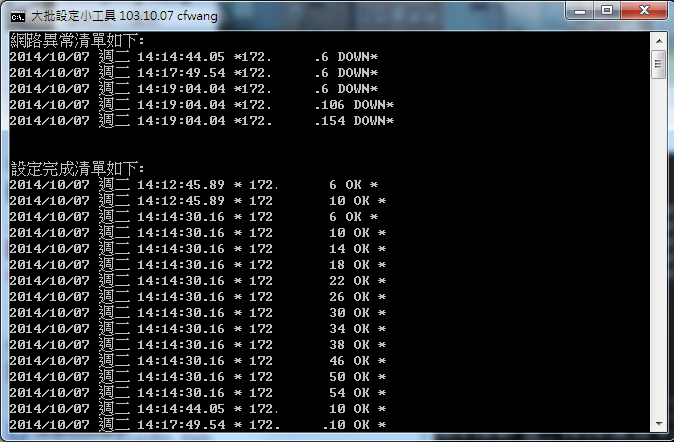 大批設定小工具 103.10.07 cfwang
網路異常清單如下:
2014/10/07 週二 14:14:44.05 *172. .6 DOWN*
2014/10/07 週二 14:17:49.54 *172. .6 DOWN*
2014/10/07 週二 14:19:04.04 *172. .6 DOWN*
2014/10/07 週二 14:19:04.04 *172. .106 DOWN*
2014/10/07 週二 14:19:04.04 *172. .154 DOWN*
設定完成清單如下:
2014/10/07 週二 14:12:45.89 * 172. 6 OK *
2014/10/07 週二 14:12:45.89 * 172 10 OK *
2014/10/07 週二 14:14:30.16 * 172 6 OK *
2014/10/07 週二 14:14:30.16 * 172 10 OK *
2014/10/07 週二 14:14:30.16 * 172 14 OK *
2014/10/07 週二 14:14:30.16 * 172 18 OK *
2014/10/07 週二 14:14:30.16 * 172 22 OK *
2014/10/07 週二 14:14:30.16 * 172 26 OK *
2014/10/07 週二 14:14:30.16 * 172 30 OK *
2014/10/07 週二 14:14:30.16 * 172 34 OK *
2014/10/07 週二 14:14:30.16 * 172 38 OK *
2014/10/07 週二 14:14:30.16 * 172 46 OK *
2014/10/07 週二 14:14:30.16 * 172 50 OK *
2014/10/07 週二 14:14:30.16 * 172 54 OK *
2014/10/07 週二 14:14:44.05 * 172. 10 OK *
2014/10/07 週二 14:17:49.54 * 172. .10 OK *